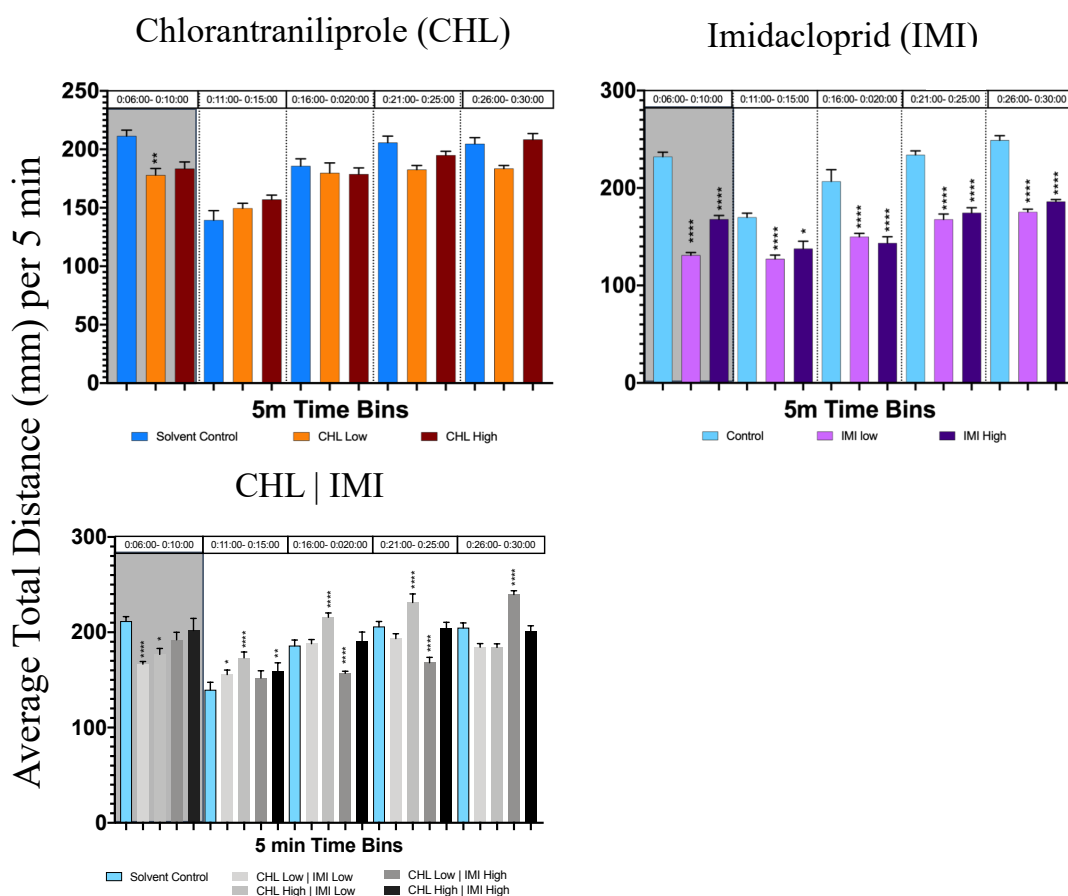 Chlorantraniliprole (CHL)
Imidacloprid (IMI)
Average Total Distance (mm) per 5 min
250
200
150
100
50
0
0:06:00- 0:10:00
0:11:00- 0:15:00
0:16:00- 0:020:00
0:21:00- 0:25:00
0:26:00- 0:30:00
**
5m Time Bins
Solvent Control
CHL Low
CHL High
300
200
100
0
0:06:00- 0:10:00
0:11:00- 0:15:00
0:16:00- 0:020:00
0:21:00- 0:25:00
0:26:00- 0:30:00
****
****
****
*
****
****
****
****
****
****
5m Time Bins
Control
IMI low
IMI High
CHL | IMI
300
200
100
0
0:06:00- 0:10:00
0:11:00- 0:15:00
0:16:00- 0:020:00
0:21:00- 0:25:00
0:26:00- 0:30:00
****
*
*
****
**
****
****
****
****
****
5 min Time Bins
Solvent Control
CHL Low | IMI Low
CHL Low | IMI High
CHL High | IMI Low
CHL High | IMI High